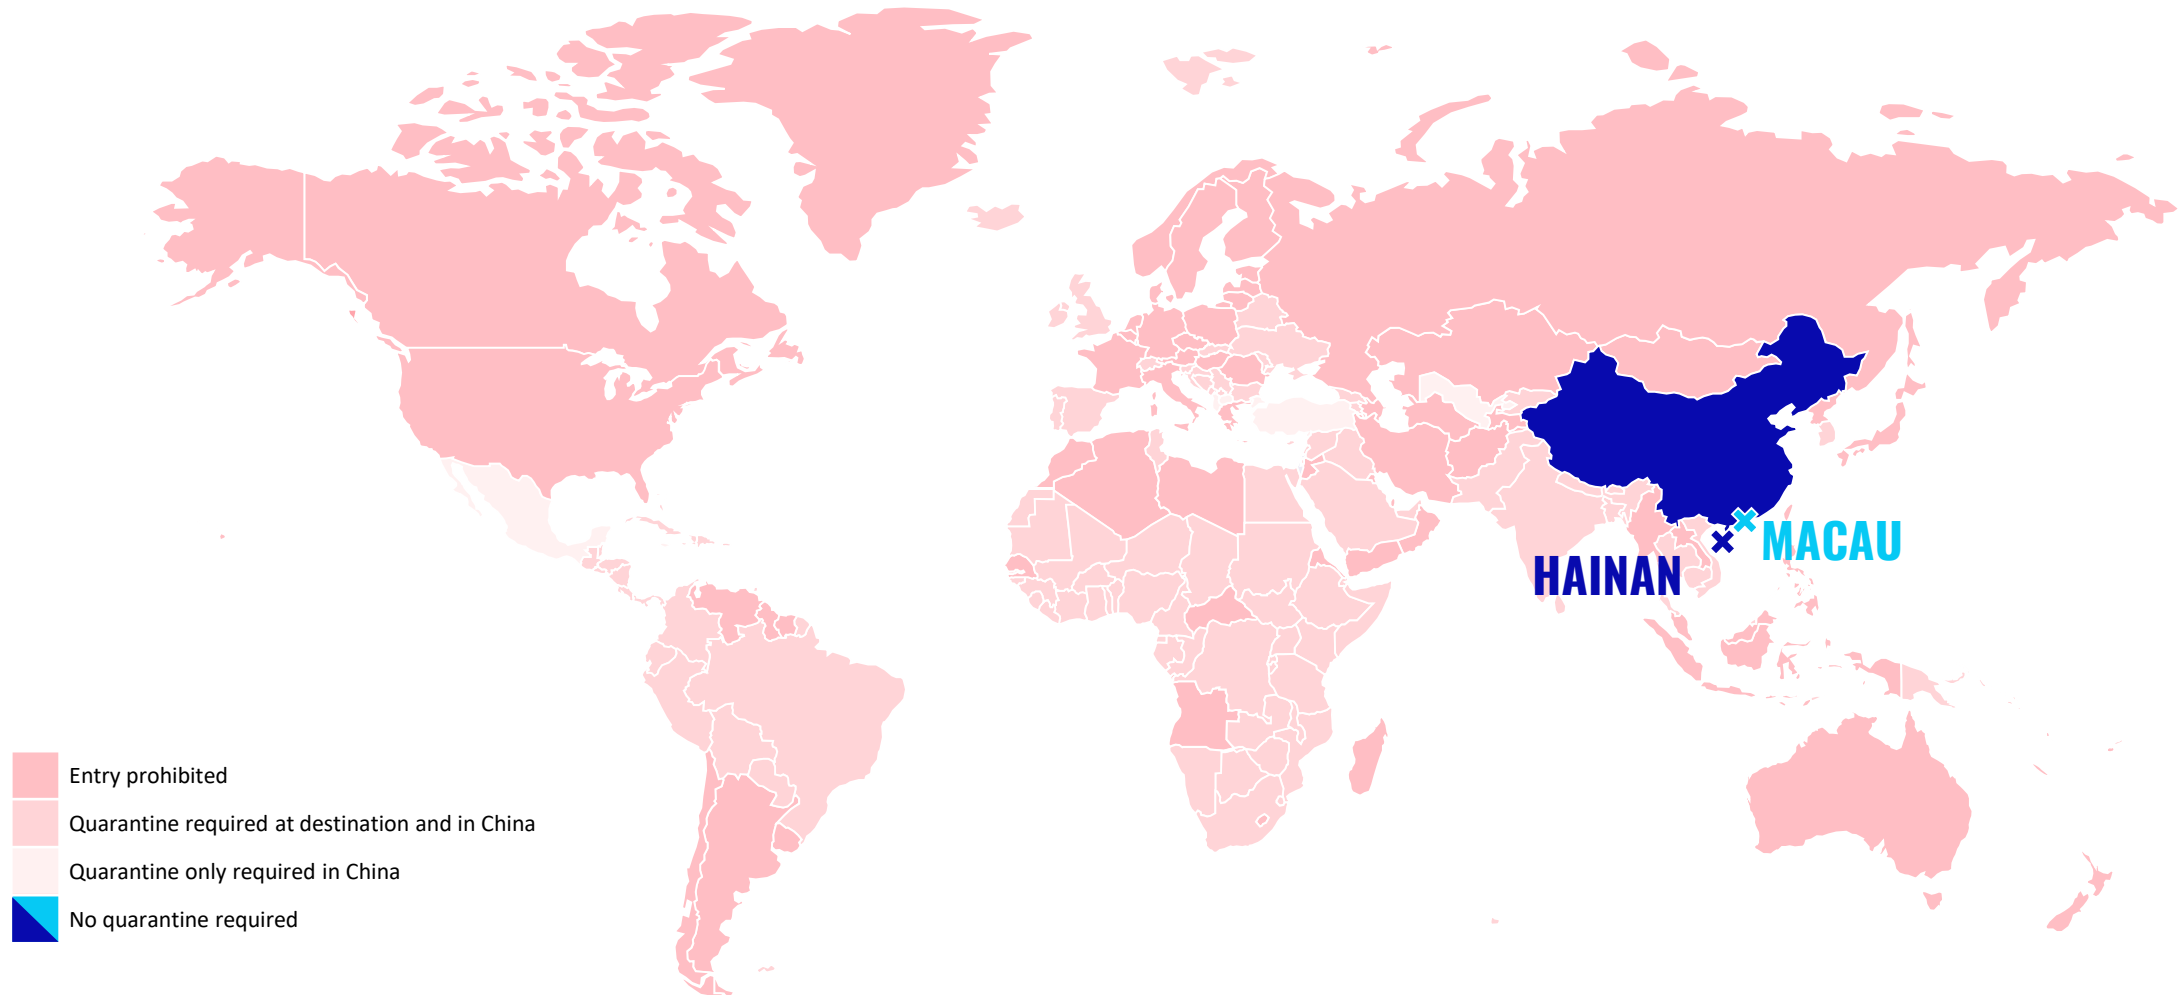 MACAU
HAINAN
Entry prohibited
Quarantine required at destination and in China
Quarantine only required in China
No quarantine required